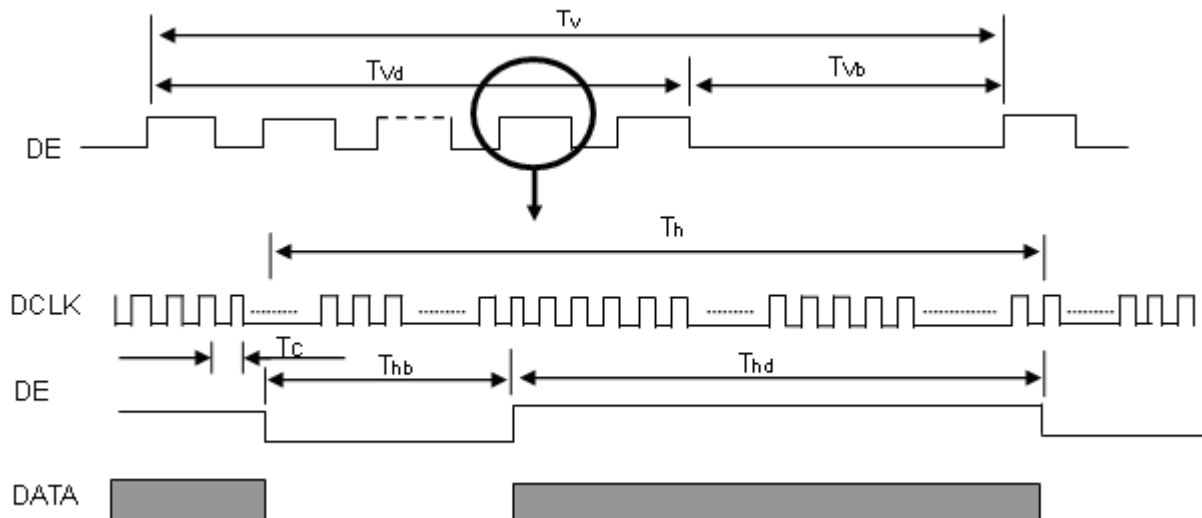 Tv
Tvd
Tvb
DE
Th
DCLK
Tc
Thb
Thd
DE
DATA